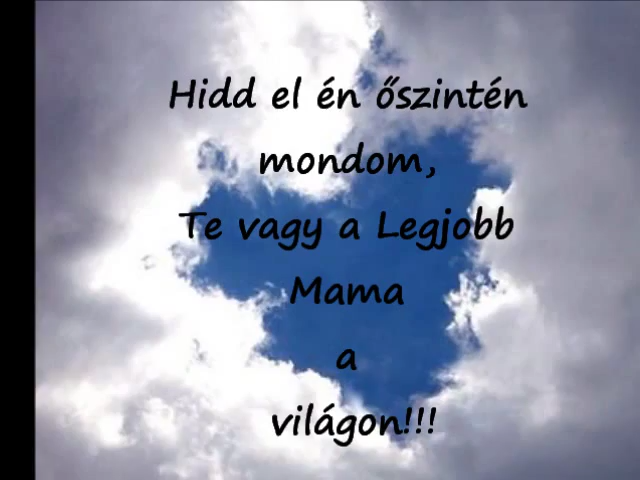 Hidd el én őszintén
mondom,
Te vagy a Legjobb
Mama
a
világon!!!